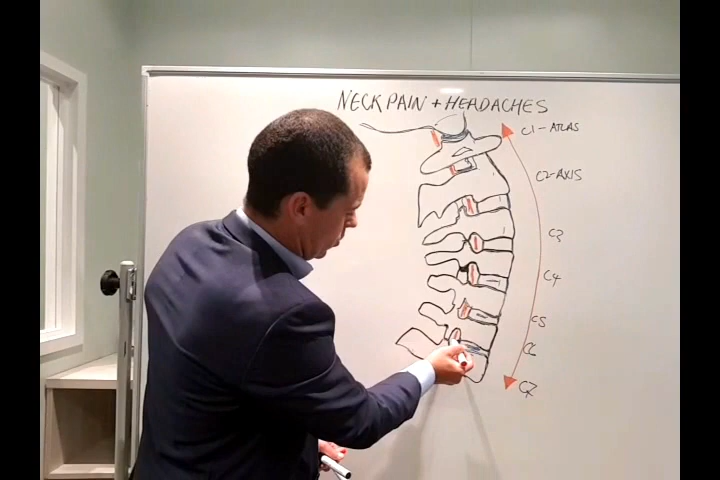 NECK PAIN + HEADACHES
C1-ATLAS
C2-AXIS
C3
C4
C5
C6
C7